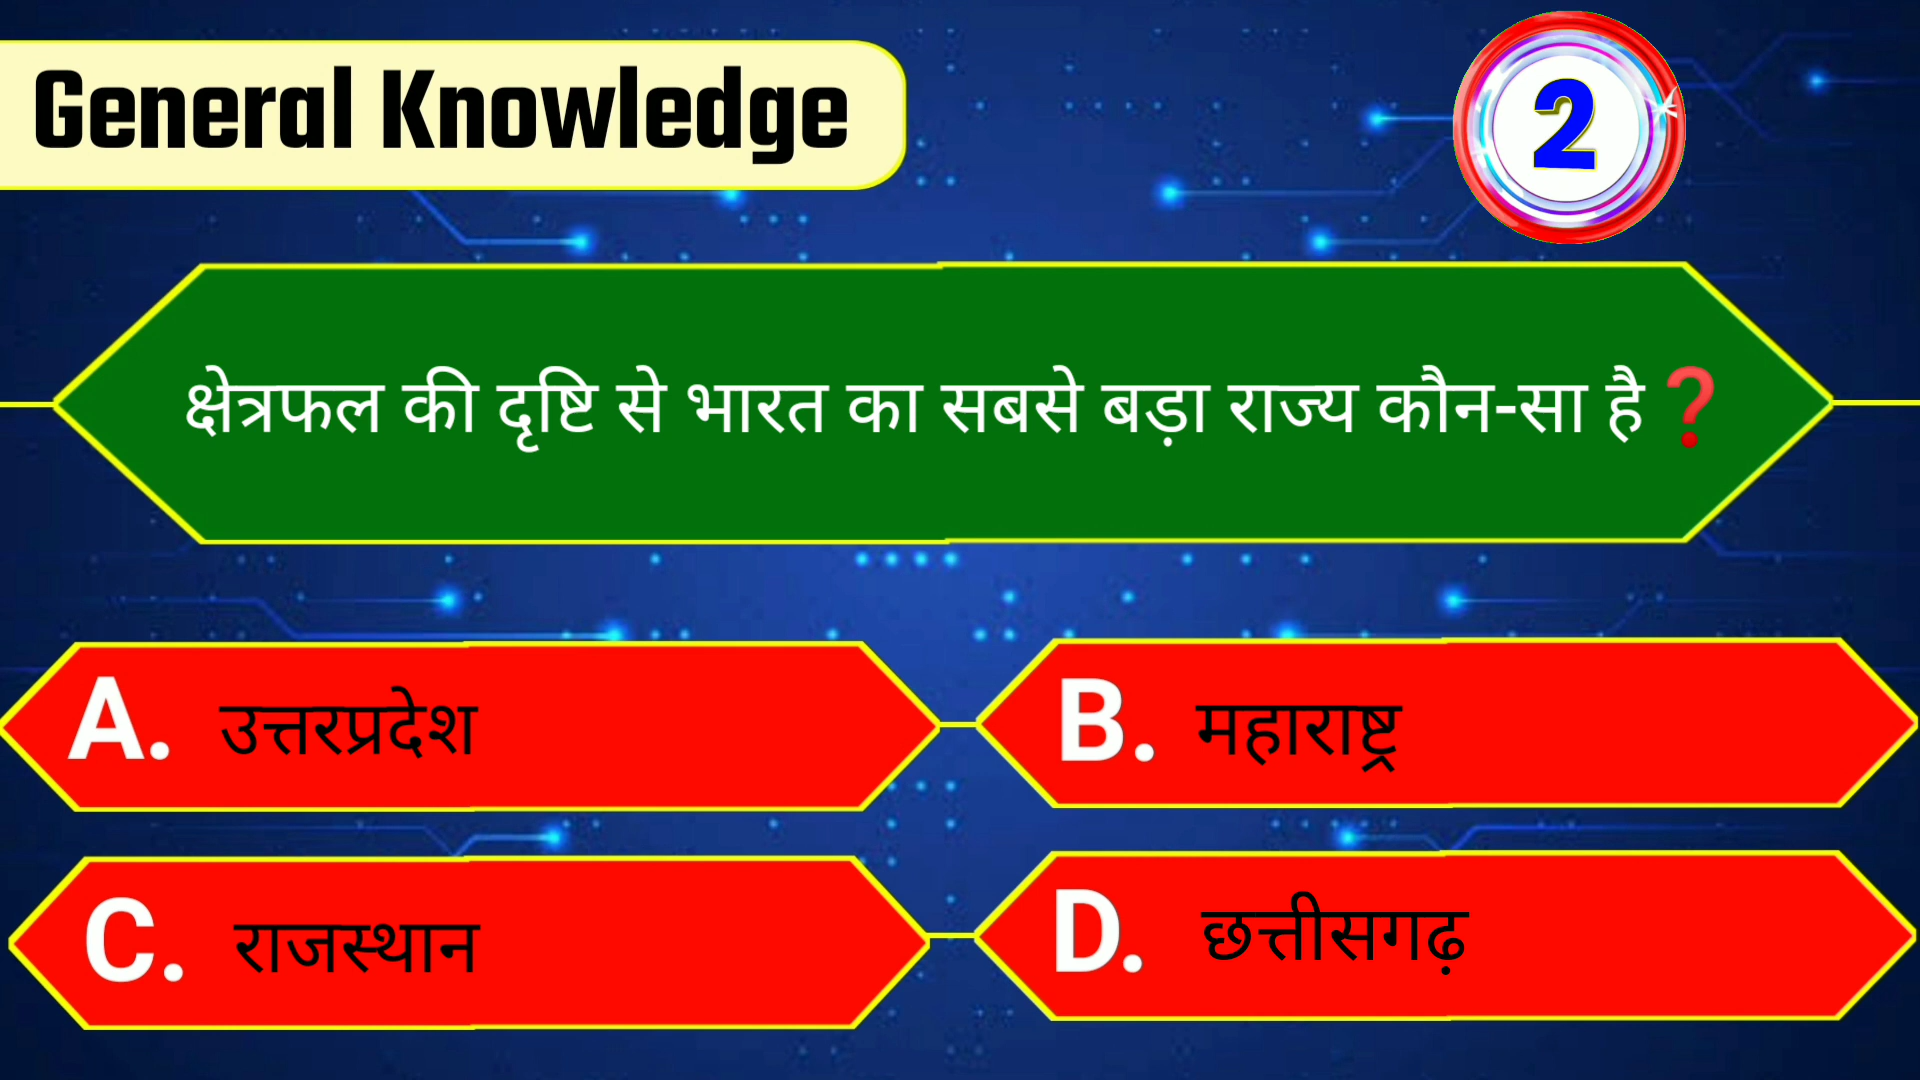 General Knowledge
2
क्षेत्रफल की दृष्टि से भारत का सबसे बड़ा राज्य कौन-सा है❓
A. उत्तरप्रदेश
B. महाराष्ट्र
C. राजस्थान
D. छत्तीसगढ़